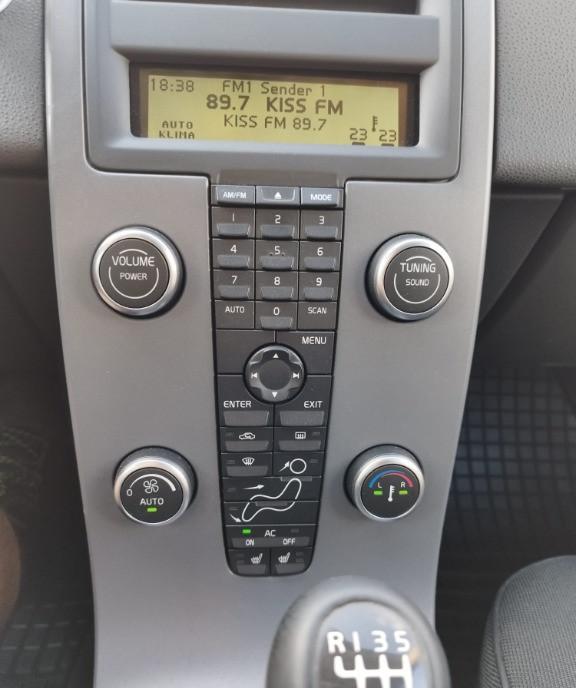 18:38 FM1 Sender 1
89.7 KISS FM
AUTO KISS FM 89.7
KLIMA 23 23
AM/FM MODE
1 2 3
4 5 6
7 8 9
AUTO 0 SCAN
VOLUME
POWER
TUNING
SOUND
MENU
ENTER EXIT
0
AUTO
L R
AC
ON OFF
R 1 3 5